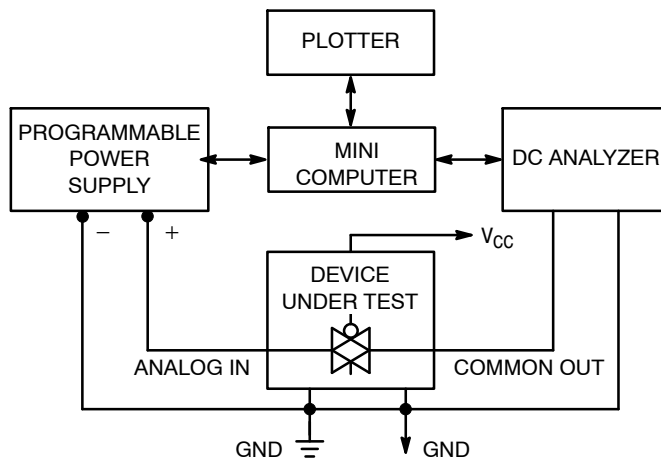 PLOTTER
PROGRAMMABLE
POWER
SUPPLY
MINI
COMPUTER
DC ANALYZER
− +
VCC
DEVICE
UNDER TEST
ANALOG IN
COMMON OUT
GND
GND